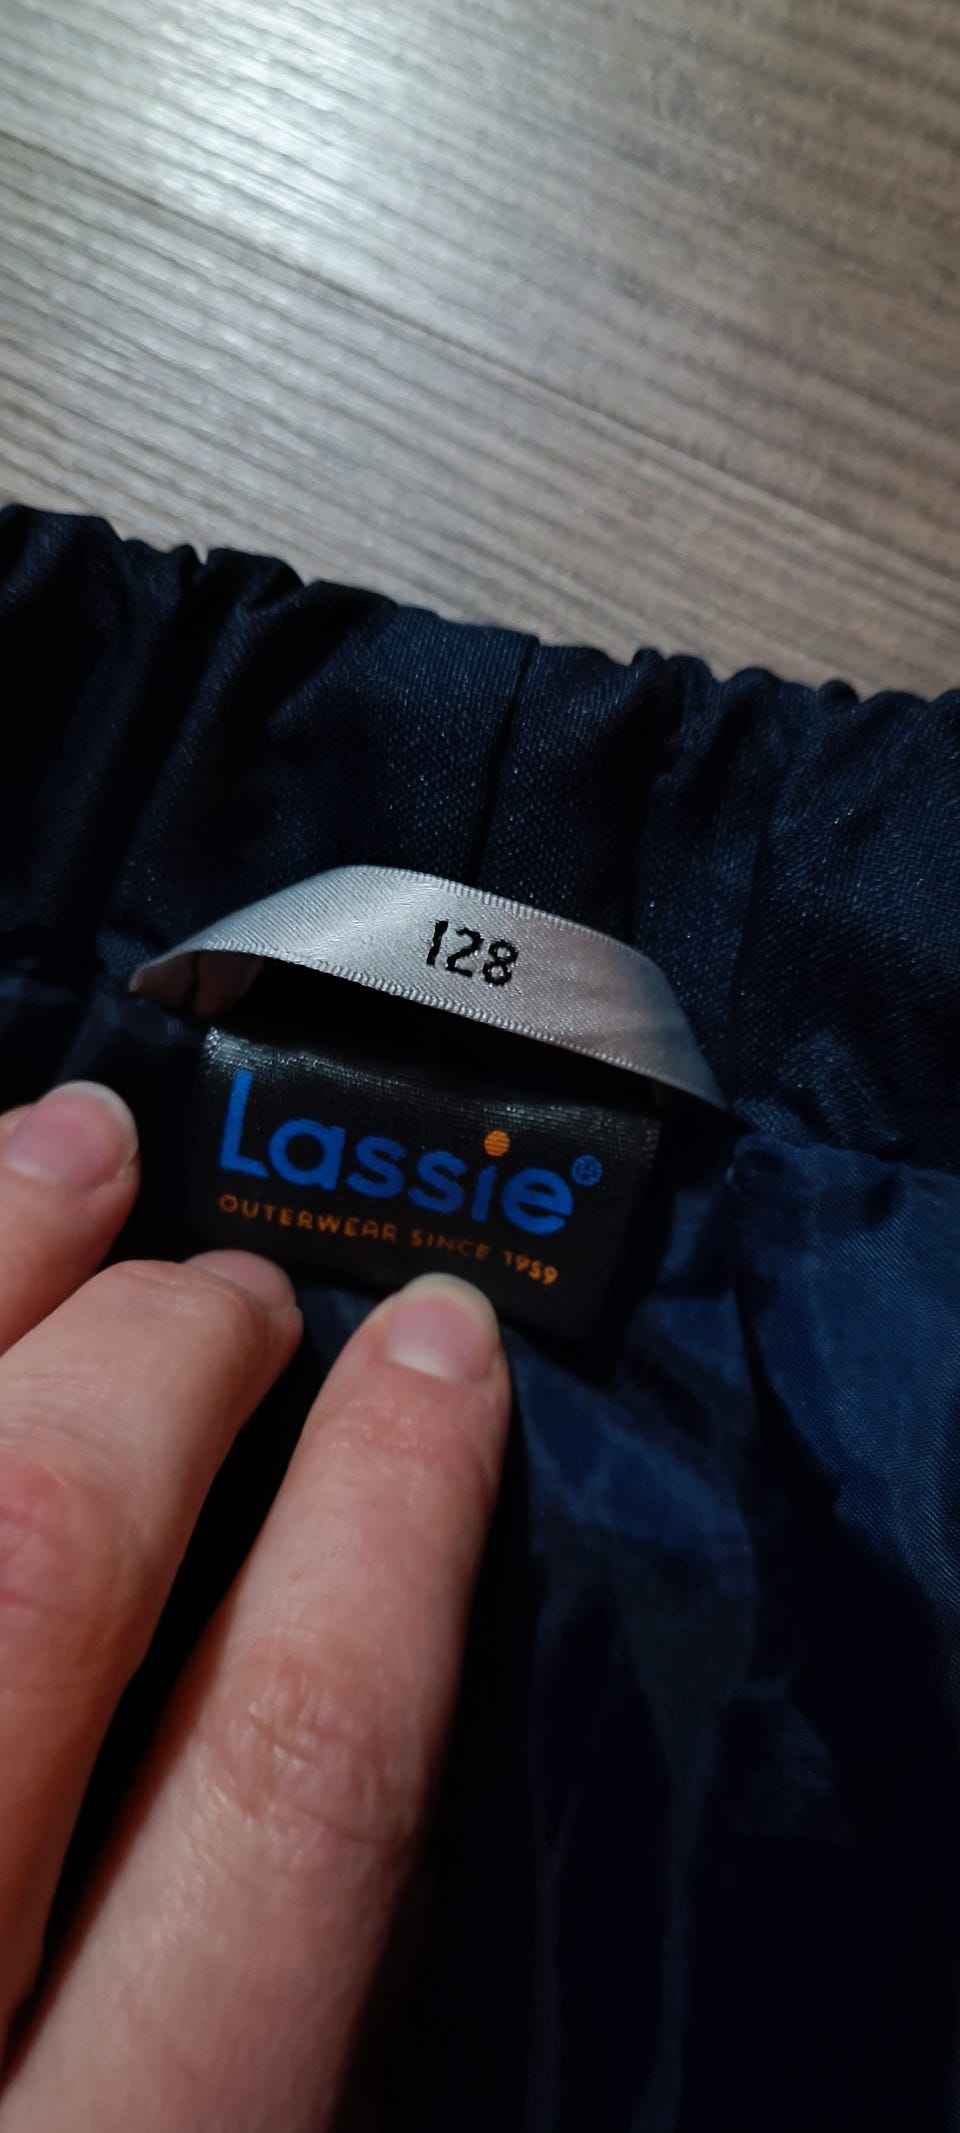 128
Lassie®
OUTERWEAR SINCE 1959